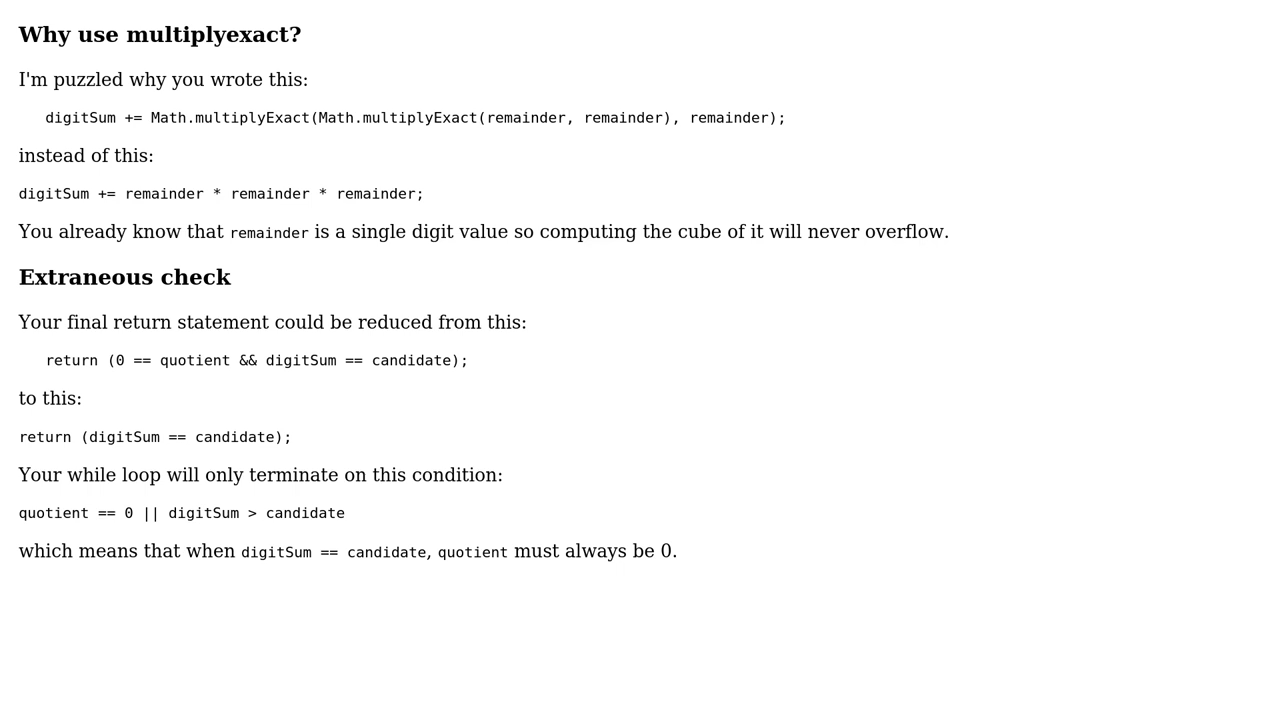 Why use multiplyexact?
I'm puzzled why you wrote this:
digitSum += Math.multiplyExact(Math.multiplyExact(remainder, remainder), remainder);
instead of this:
digitSum += remainder * remainder * remainder;
You already know that remainder is a single digit value so computing the cube of it will never overflow.
Extraneous check
Your final return statement could be reduced from this:
return (0 == quotient && digitSum == candidate);
to this:
return (digitSum == candidate);
Your while loop will only terminate on this condition:
quotient == 0 || digitSum > candidate
which means that when digitSum == candidate, quotient must always be 0.